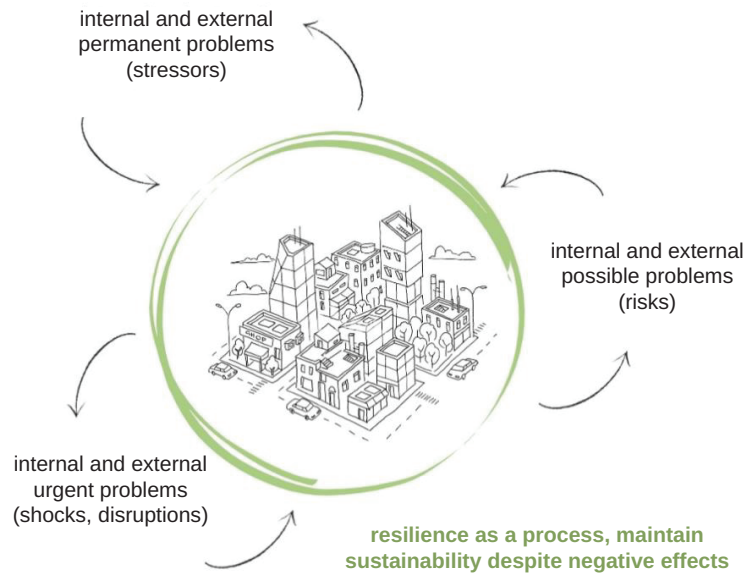 internal and external
permanent problems
(stressors)
internal and external
possible problems
(risks)
SHOP
internal and external
urgent problems
(shocks, disruptions)
resilience as a process, maintain
sustainability despite negative effects